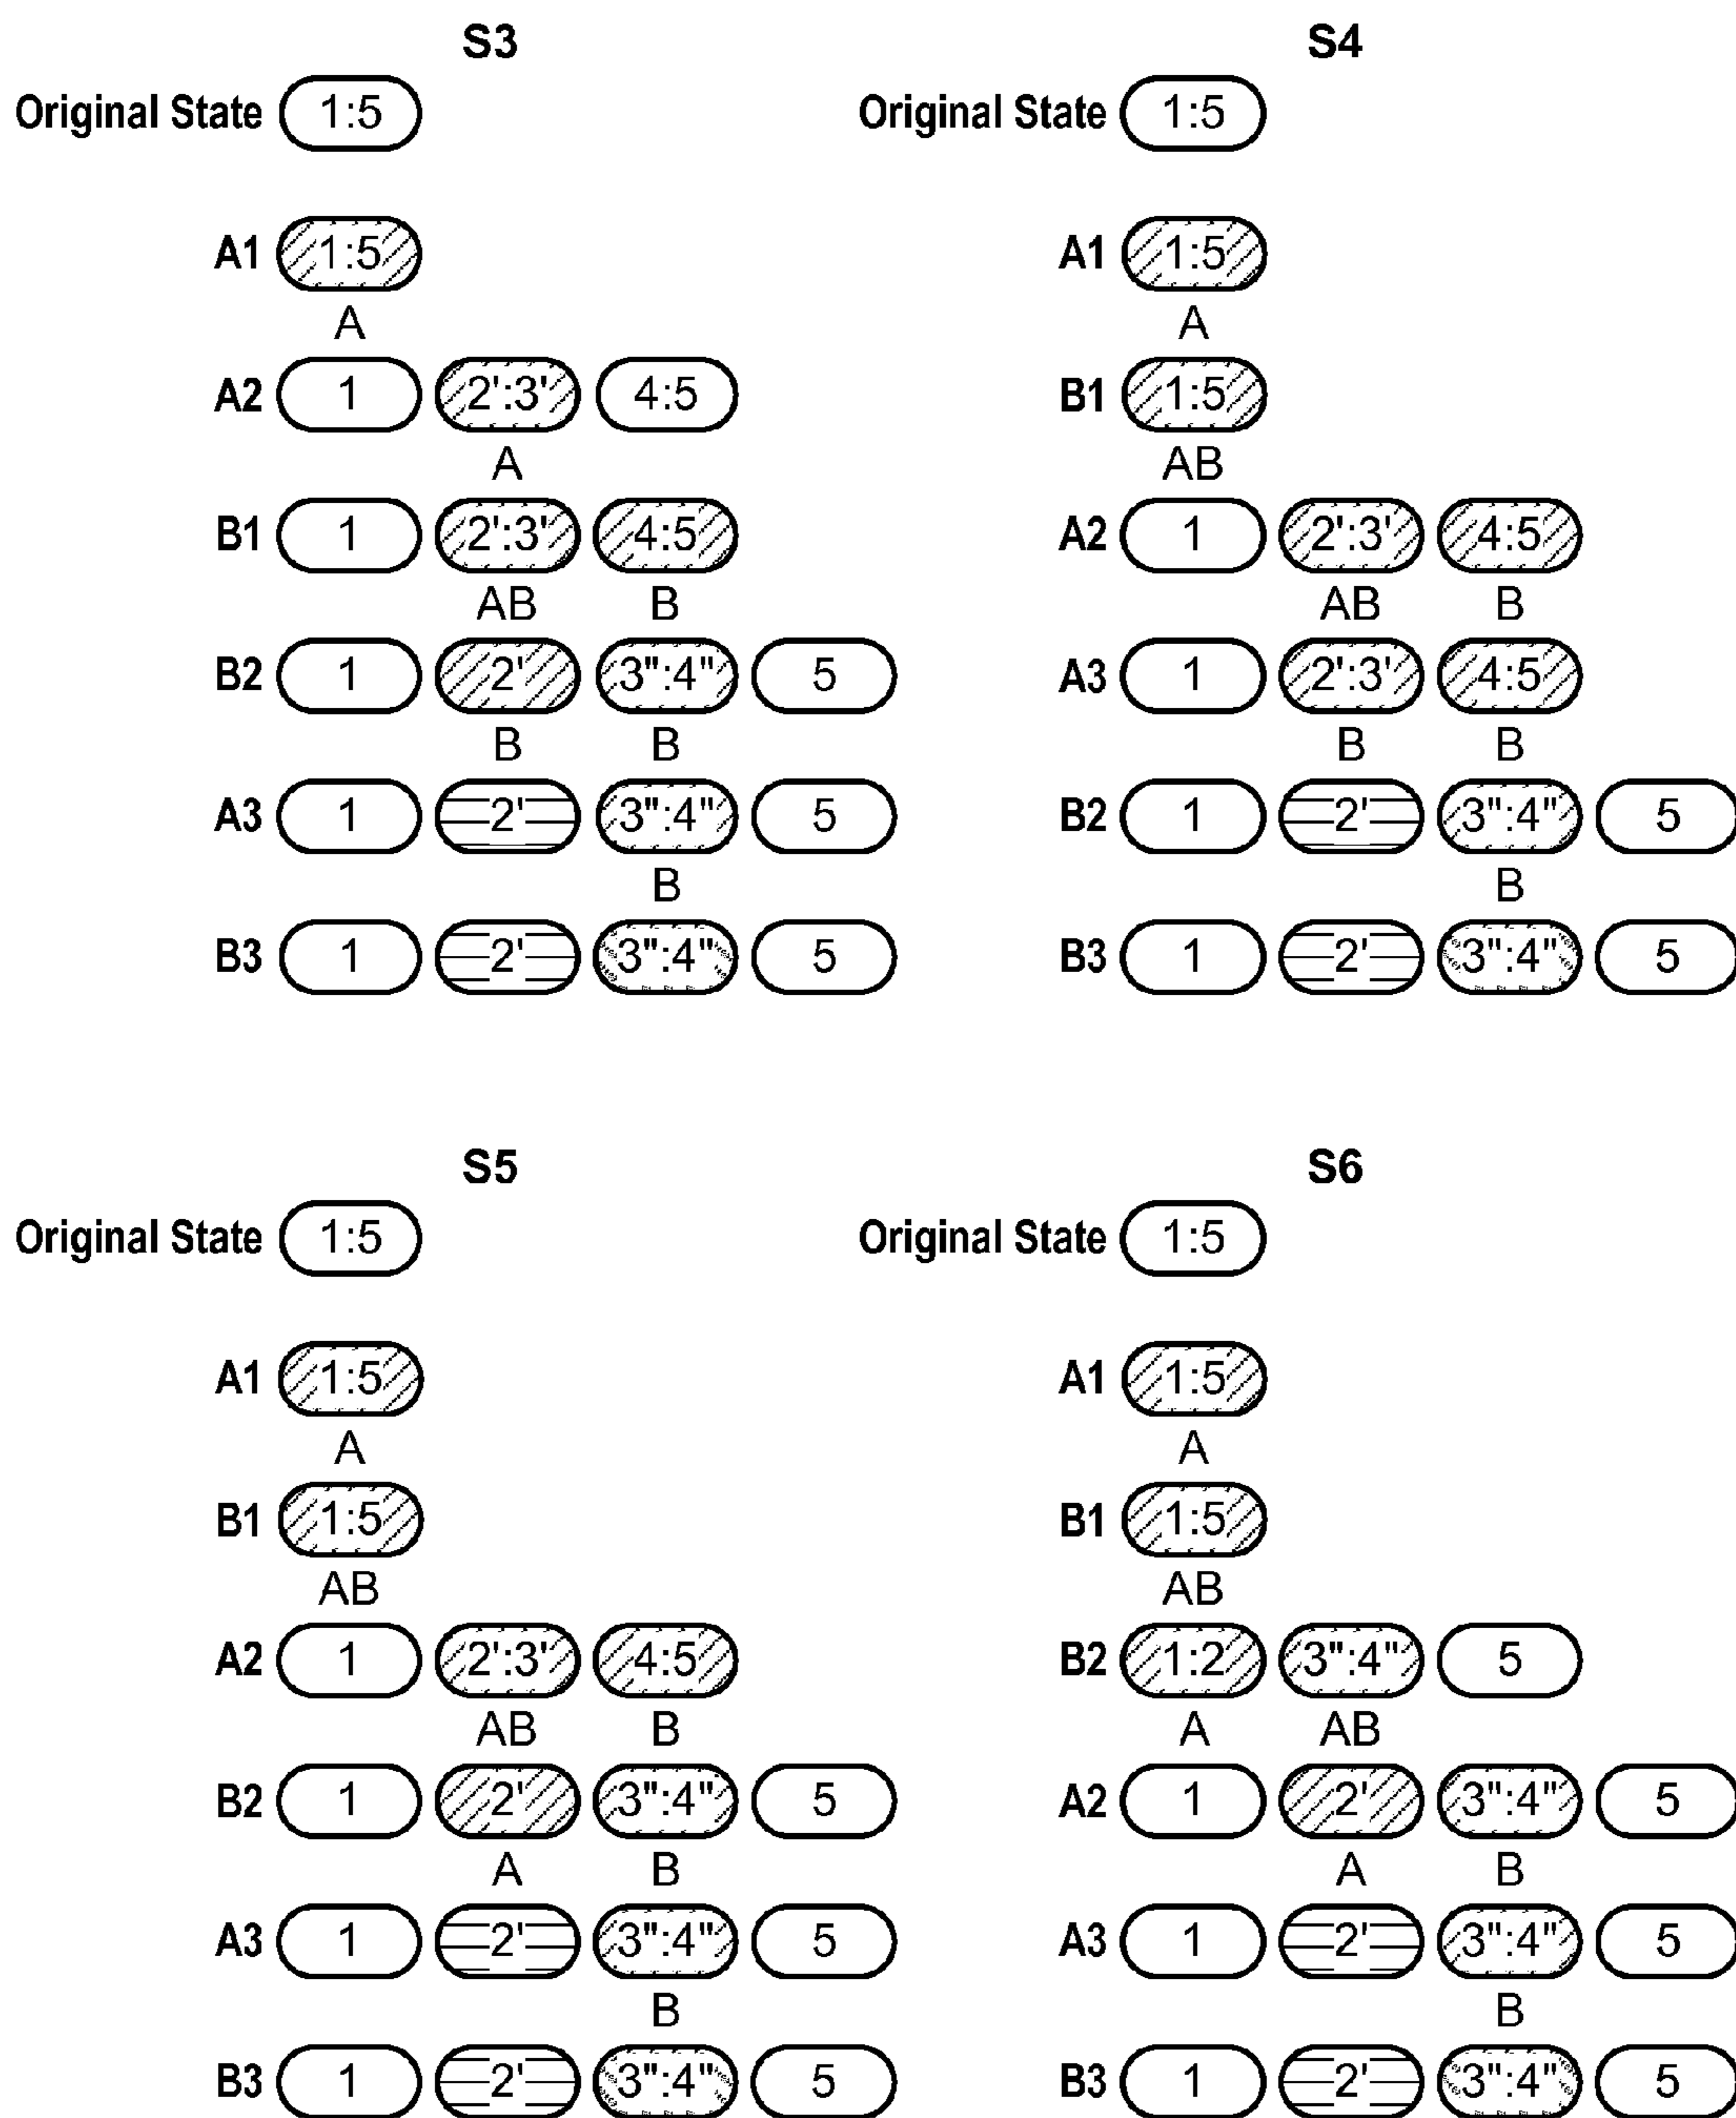 S3
Original State 1:5
A1 1:5
A
A2 1 2':3' 4:5
A
B1 1 2':3' 4:5
AB B
B2 1 2' 3":4" 5
B B
A3 1 2' 3":4" 5
B
B3 1 2' 3":4" 5
S4
Original State 1:5
A1 1:5
A
B1 1:5
AB
A2 1 2':3' 4:5
AB B
A3 1 2':3' 4:5
B B
B2 1 2' 3":4" 5
B
B3 1 2' 3":4" 5
S5
Original State 1:5
A1 1:5
A
B1 1:5
AB
A2 1 2':3' 4:5
AB B
B2 1 2' 3":4" 5
A B
A3 1 2' 3":4" 5
B
B3 1 2' 3":4" 5
S6
Original State 1:5
A1 1:5
A
B1 1:5
AB
B2 1:2 3":4" 5
A AB
A2 1 2' 3":4" 5
A B
A3 1 2' 3":4" 5
B
B3 1 2' 3":4" 5